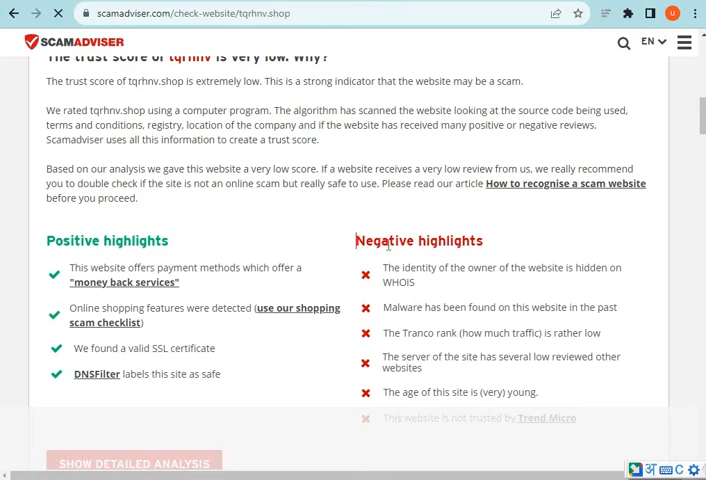 scamadviser.com/check-website/tqrhnv.shop
U
SCAMADVISER
EN
The trust score of tqrhnv is very low. Why?
The trust score of tqrhnv.shop is extremely low. This is a strong indicator that the website may be a scam.
We rated tqrhnv.shop using a computer program. The algorithm has scanned the website looking at the source code being used,
terms and conditions, registry, location of the company and if the website has received many positive or negative reviews.
Scamadviser uses all this information to create a trust score.
Based on our analysis we gave this website a very low score. If a website receives a very low review from us, we really recommend
you to double check if the site is not an online scam but really safe to use. Please read our article How to recognise a scam website
before you proceed.
Positive highlights
This website offers payment methods which offer a
"money back services"
Online shopping features were detected (use our shopping
scam checklist)
We found a valid SSL certificate
DNSFilter labels this site as safe
Negative highlights
The identity of the owner of the website is hidden on
WHOIS
Malware has been found on this website in the past
The Tranco rank (how much traffic) is rather low
The server of the site has several low reviewed other
websites
The age of this site is (very) young.
This website is not trusted by Trend Micro
SHOW DETAILED ANALYSIS
अ C